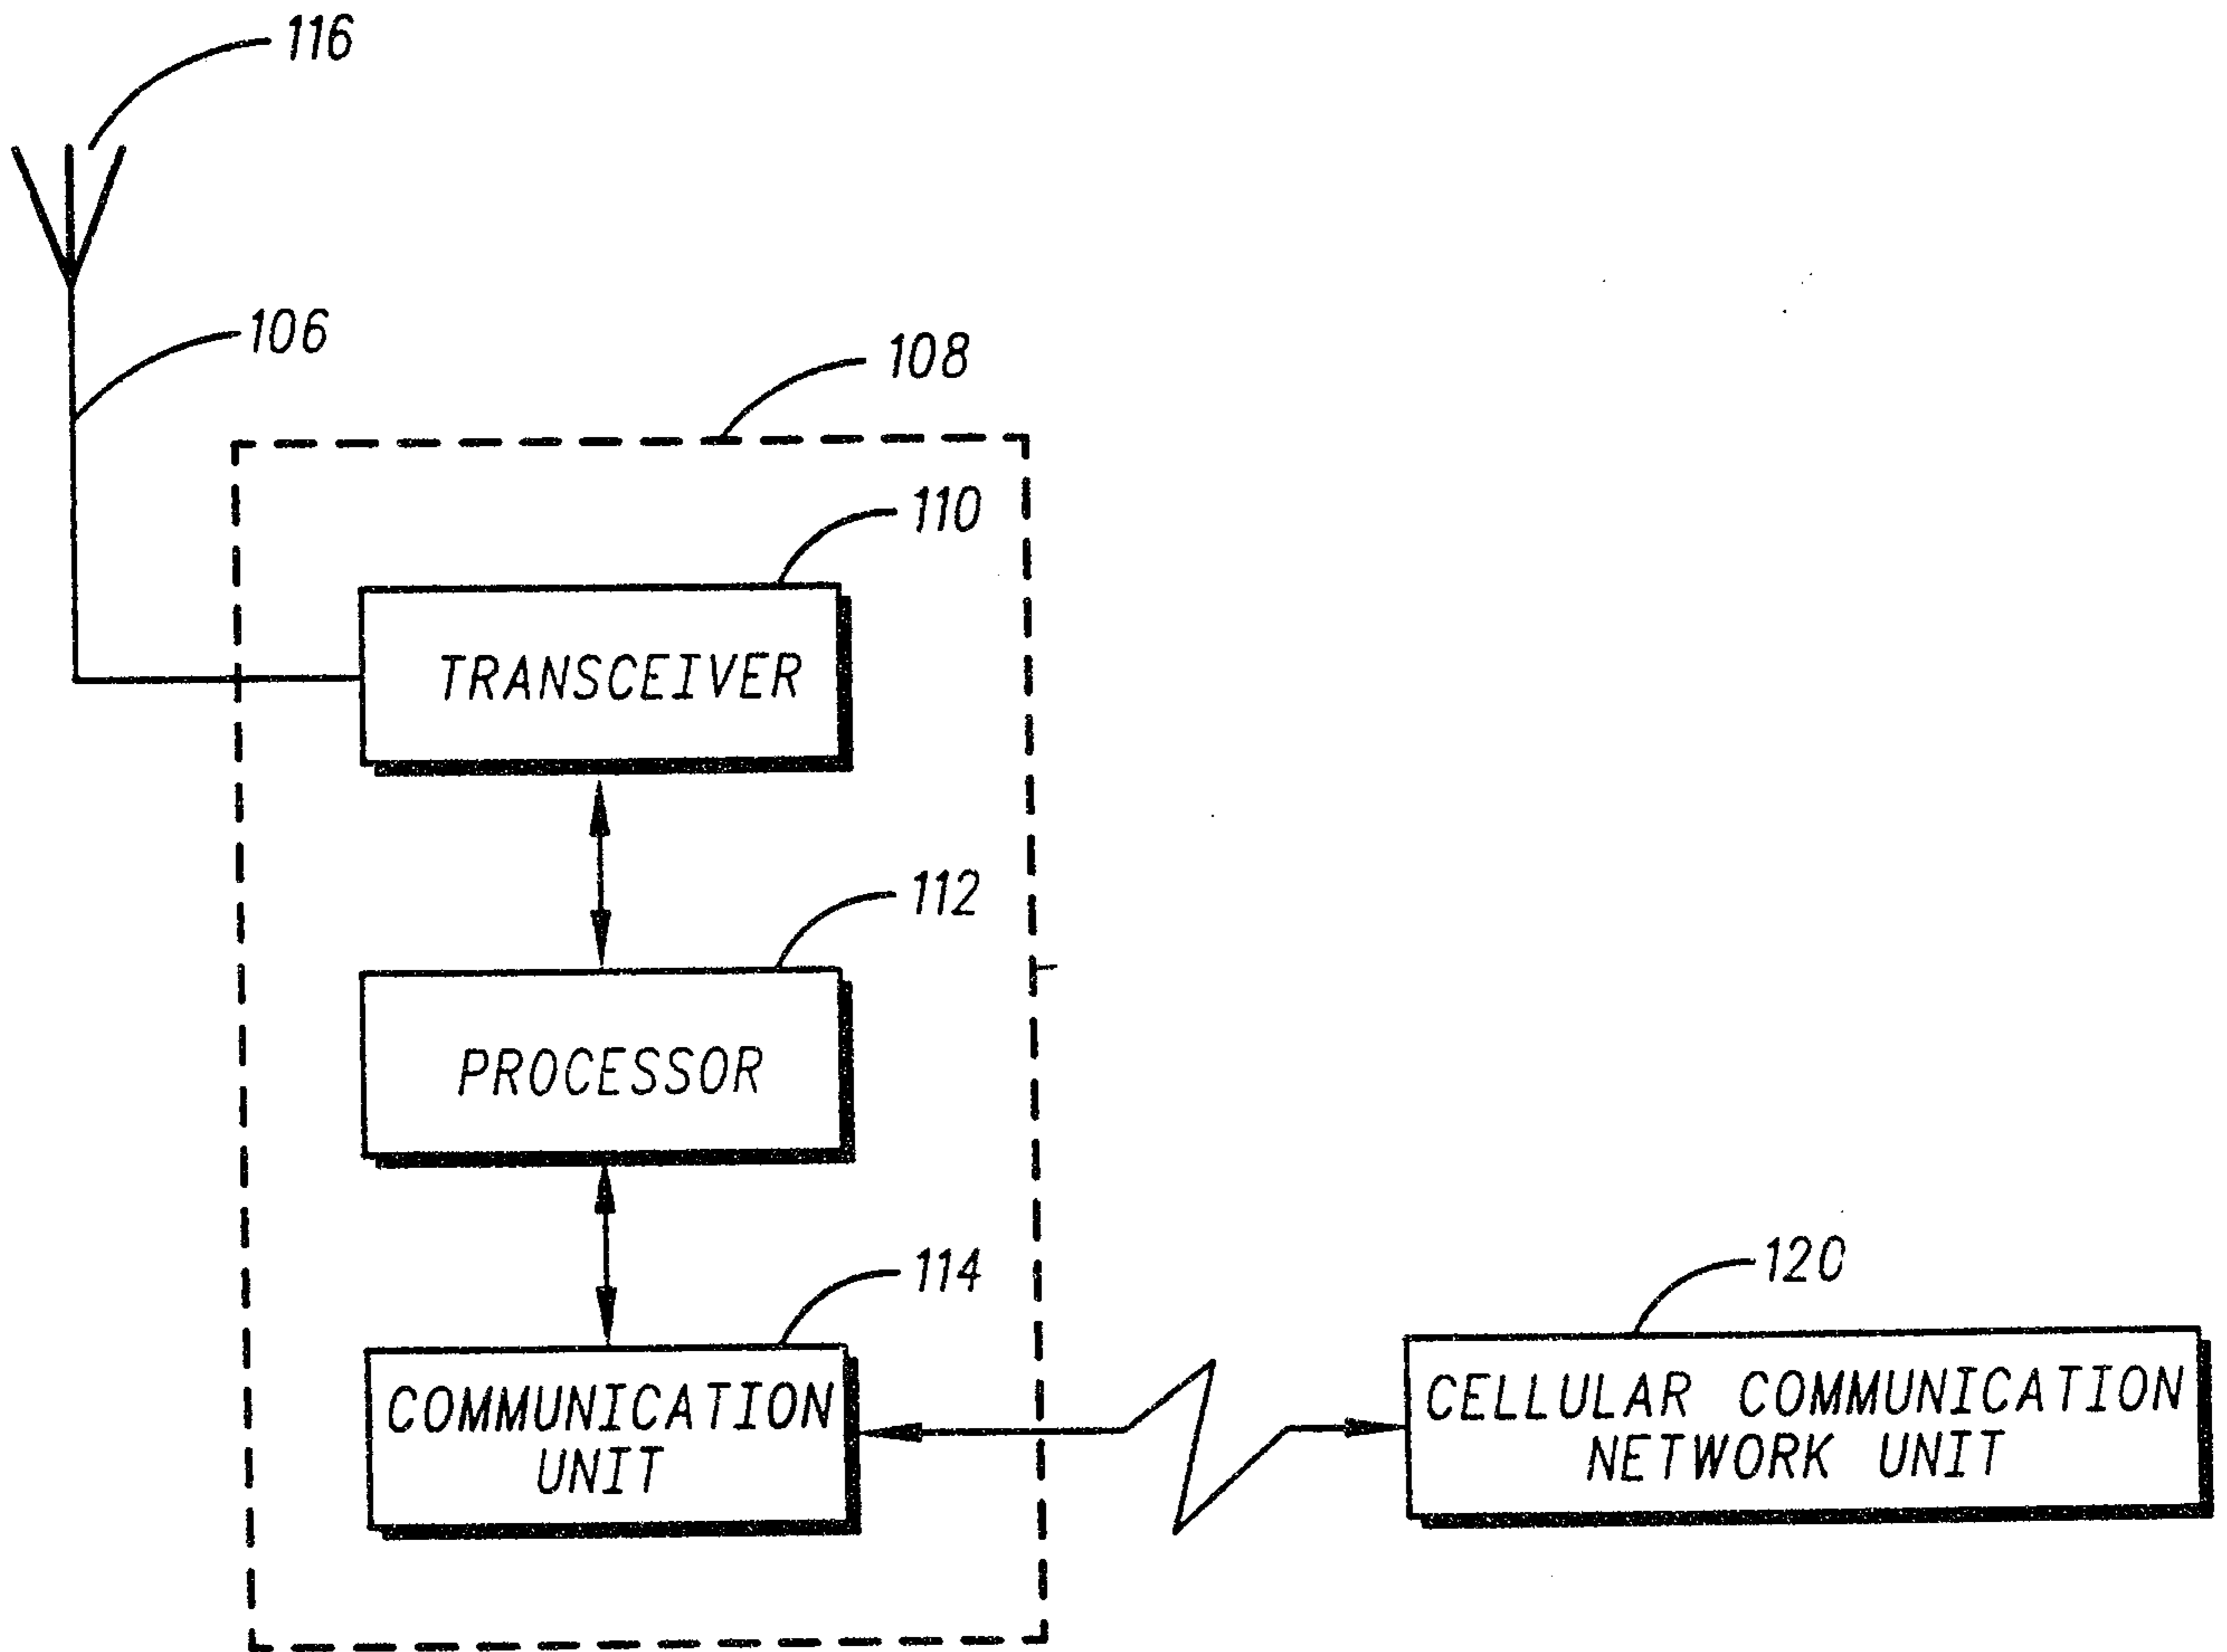 116
106
108
110
TRANSCEIVER
112
PROCESSOR
114
COMMUNICATION
UNIT
120
CELLULAR COMMUNICATION
NETWORK UNIT